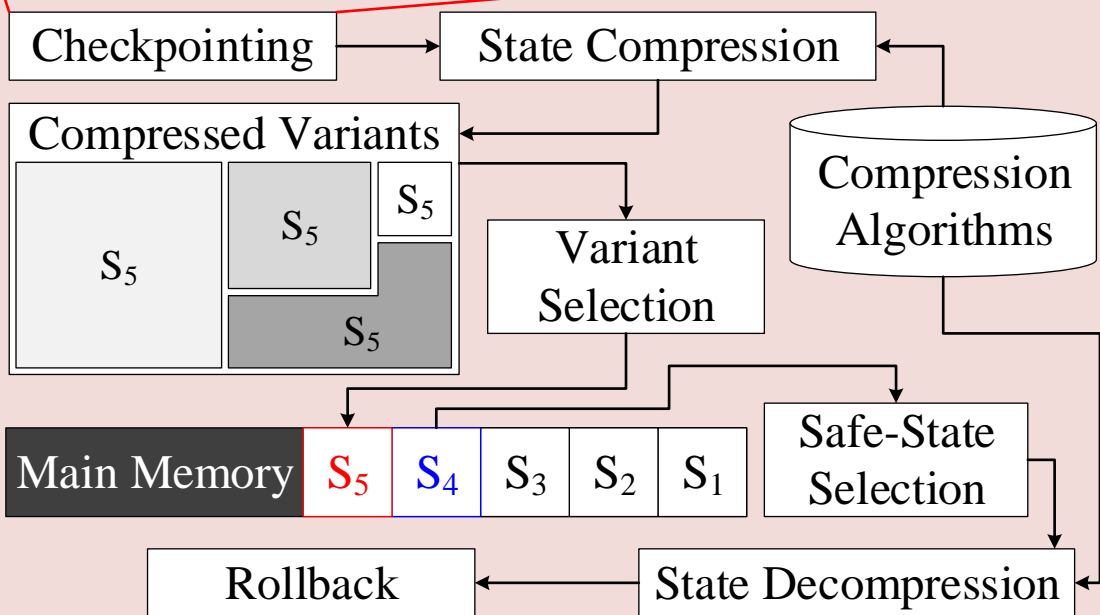 Checkpointing
State Compression
Compressed Variants
S₅
S₅
S₅
S₅
Compression
Algorithms
Variant
Selection
Main Memory S₅ S₄ S₃ S₂ S₁
Safe-State
Selection
Rollback
State Decompression